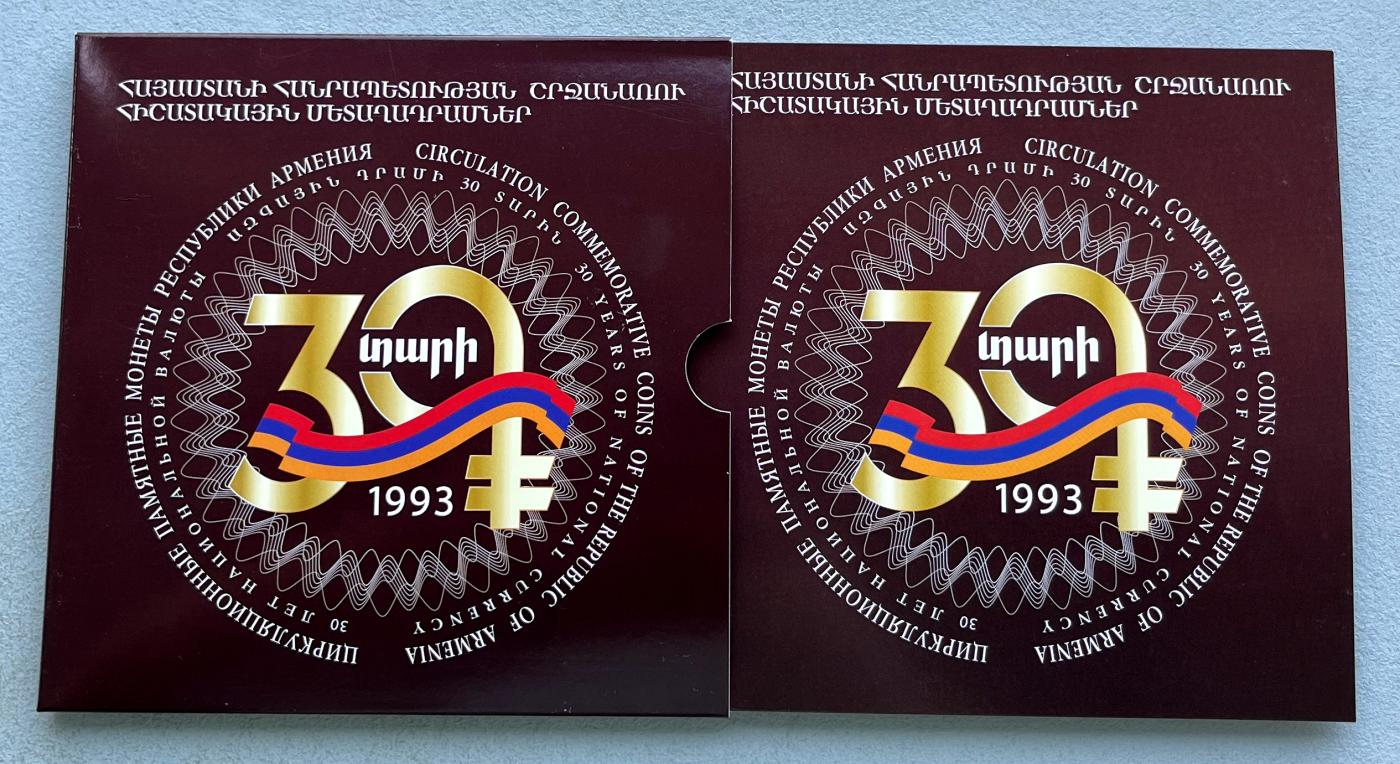 ՀԱՅԱՍՏԱՆԻ ՀԱՆՐԱՊԵՏՈՒԹՅԱՆ ՇՐՋԱՆԱՌՈՒ
ՀԻՇԱՏԱԿԱՅԻՆ ՄԵՏԱՂԱԴՐԱՄՆԵՐ
ЦИРКУЛЯЦИОННЫЕ ПАМЯТНЫЕ МОНЕТЫ РЕСПУБЛИКИ АРМЕНИЯ
CIRCULATION COMMEMORATIVE COINS OF THE REPUBLIC OF ARMENIA
ԱԶԳԱՅԻՆ ԴՐԱՄԻ 30 ՏԱՐԻՆ
30 YEARS OF NATIONAL CURRENCY
30 ЛЕТ НАЦИОНАЛЬНОЙ ВАЛЮТЫ
30
տարի
1993
ՀԱՅԱՍՏԱՆԻ ՀԱՆՐԱՊԵՏՈՒԹՅԱՆ ՇՐՋԱՆԱՌՈՒ
ՀԻՇԱՏԱԿԱՅԻՆ ՄԵՏԱՂԱԴՐԱՄՆԵՐ
ЦИРКУЛЯЦИОННЫЕ ПАМЯТНЫЕ МОНЕТЫ РЕСПУБЛИКИ АРМЕНИЯ
CIRCULATION COMMEMORATIVE COINS OF THE REPUBLIC OF ARMENIA
ԱԶԳԱՅԻՆ ԴՐԱՄԻ 30 ՏԱՐԻՆ
30 YEARS OF NATIONAL CURRENCY
30 ЛЕТ НАЦИОНАЛЬНОЙ ВАЛЮТЫ
30
տարի
1993